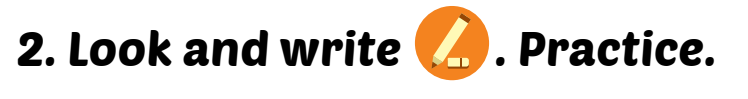 2. Look and write . Practice.